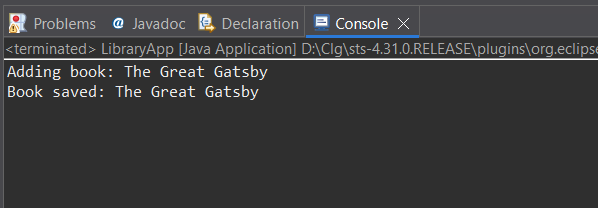 Problems @ Javadoc Declaration Console
<terminated> LibraryApp [Java Application] D:\Clg\sts-4.31.0.RELEASE\plugins\org.eclipse
Adding book: The Great Gatsby
Book saved: The Great Gatsby